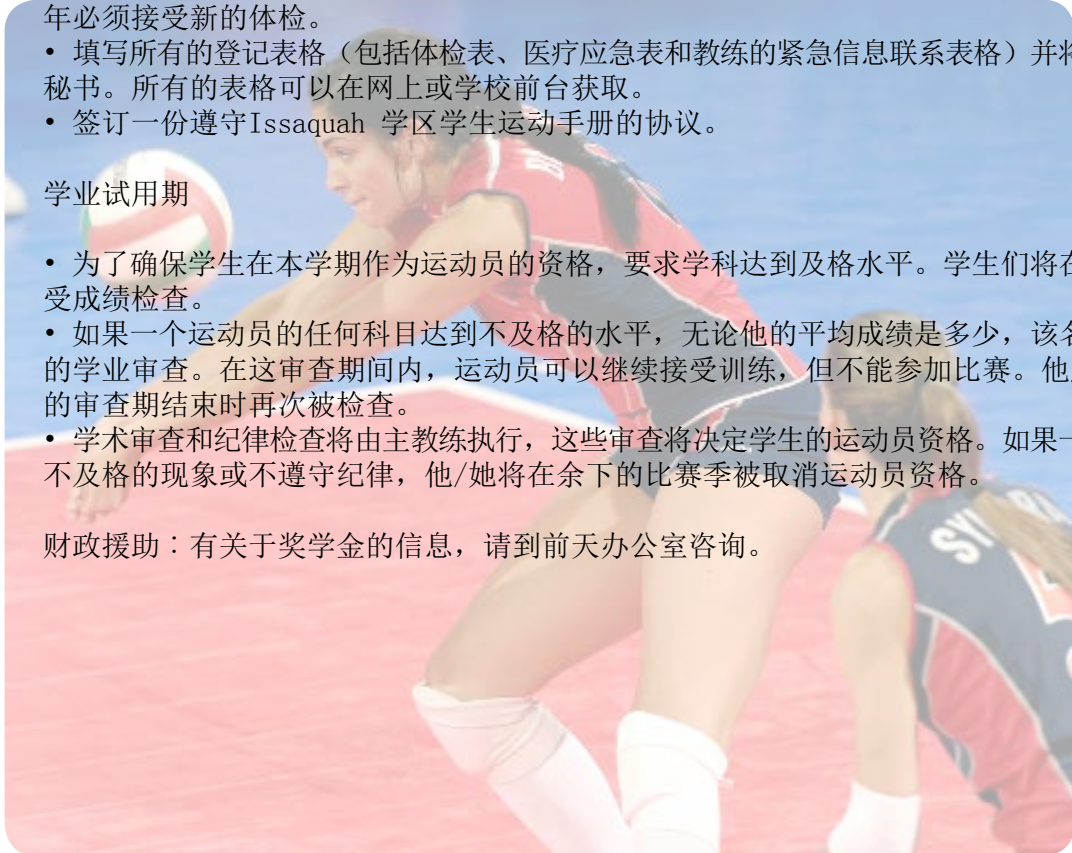 年必须接受新的体检。
• 填写所有的登记表格（包括体检表、医疗应急表和教练的紧急信息联系表格）并将
秘书。所有的表格可以在网上或学校前台获取。
• 签订一份遵守Issaquah 学区学生运动手册的协议。
学业试用期
• 为了确保学生在本学期作为运动员的资格，要求学科达到及格水平。学生们将在
受成绩检查。
• 如果一个运动员的任何科目达到不及格的水平，无论他的平均成绩是多少，该名
的学业审查。在这审查期间内，运动员可以继续接受训练，但不能参加比赛。他
的审查期结束时再次被检查。
• 学术审查和纪律检查将由主教练执行，这些审查将决定学生的运动员资格。如果一
不及格的现象或不遵守纪律，他/她将在余下的比赛季被取消运动员资格。
财政援助：有关于奖学金的信息，请到前天办公室咨询。